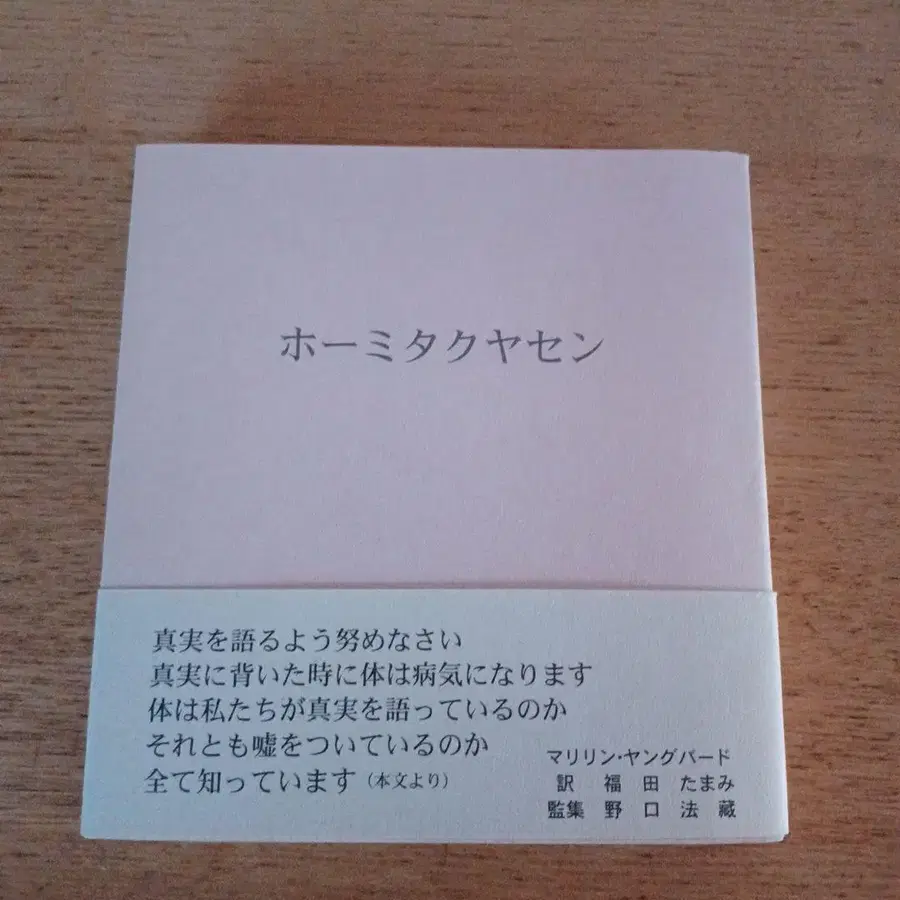 ホーミタクヤセン
真実を語るよう努めなさい
真実に背いた時に体は病気になります
体は私たちが真実を語っているのか
それとも嘘をついているのか
全て知っています（本文より）
マリリン・ヤングバード
訳 福田 たまみ
監集 野口法藏